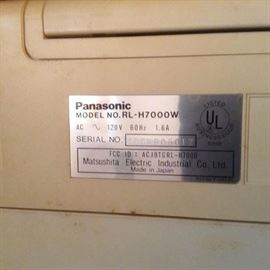 Panasonic
MODEL NO. RL-H7000W
AC ∿ 120V 60Hz 1.6A
SERIAL NO.
FCC ID : ACJ8TGRL-H7000
Matsushita Electric Industrial Co., Ltd.
Made in Japan
LISTED
UL